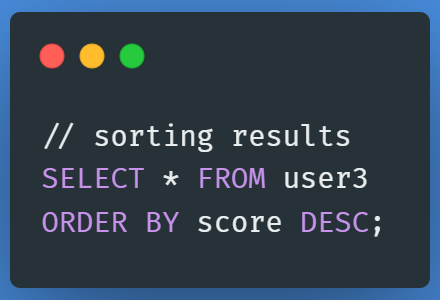 // sorting results
SELECT * FROM user3
ORDER BY score DESC;